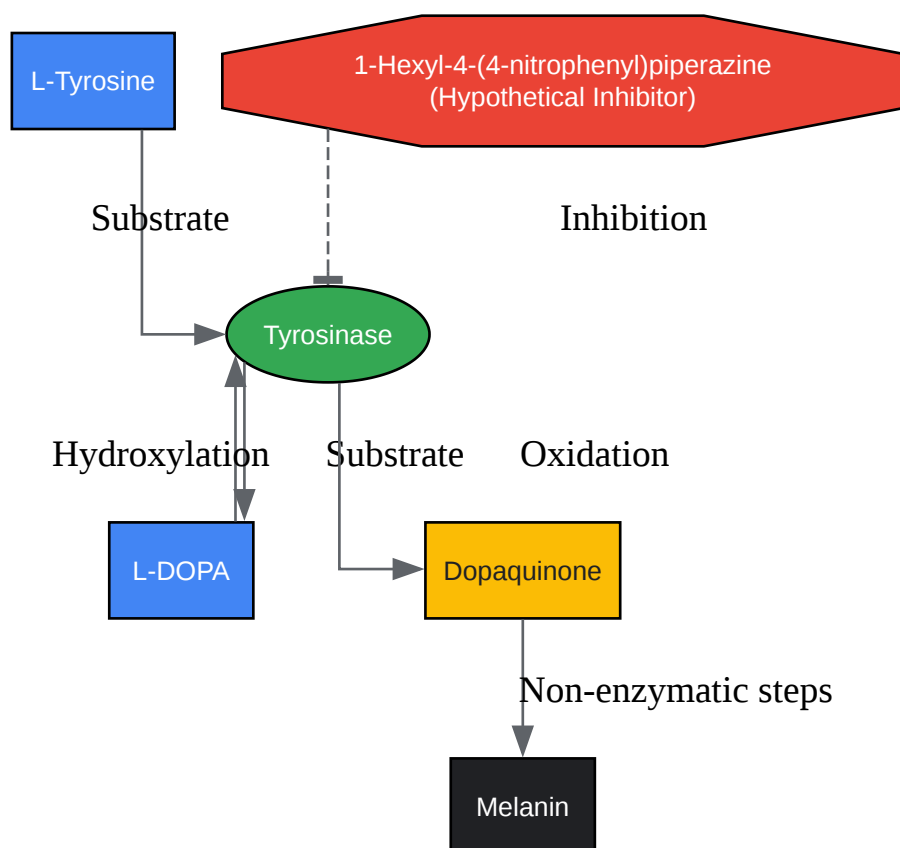 L-Tyrosine
1-Hexyl-4-(4-nitrophenyl)piperazine
(Hypothetical Inhibitor)
Substrate
Inhibition
Tyrosinase
Hydroxylation
Substrate
Oxidation
L-DOPA
Dopaquinone
Non-enzymatic steps
Melanin